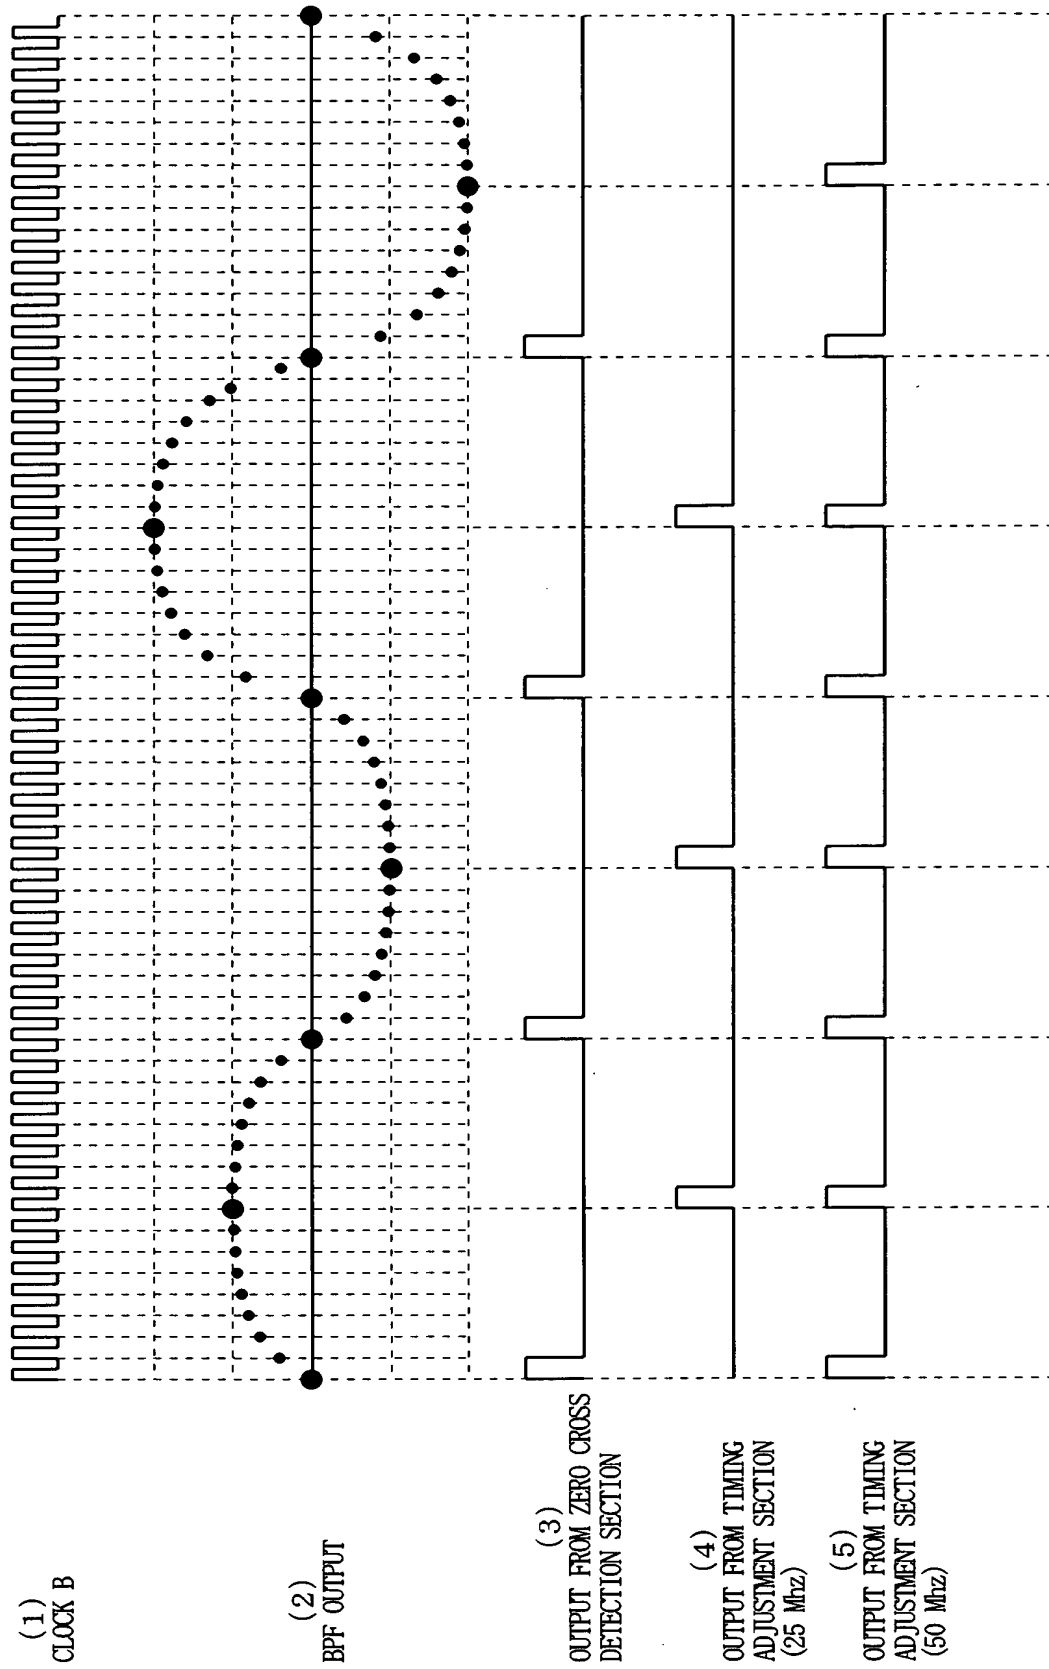 (1)
CLOCK B
(2)
BPF OUTPUT
(3)
OUTPUT FROM ZERO CROSS
DETECTION SECTION
(4)
OUTPUT FROM TIMING
ADJUSTMENT SECTION
(25 Mhz)
(5)
OUTPUT FROM TIMING
ADJUSTMENT SECTION
(50 Mhz)